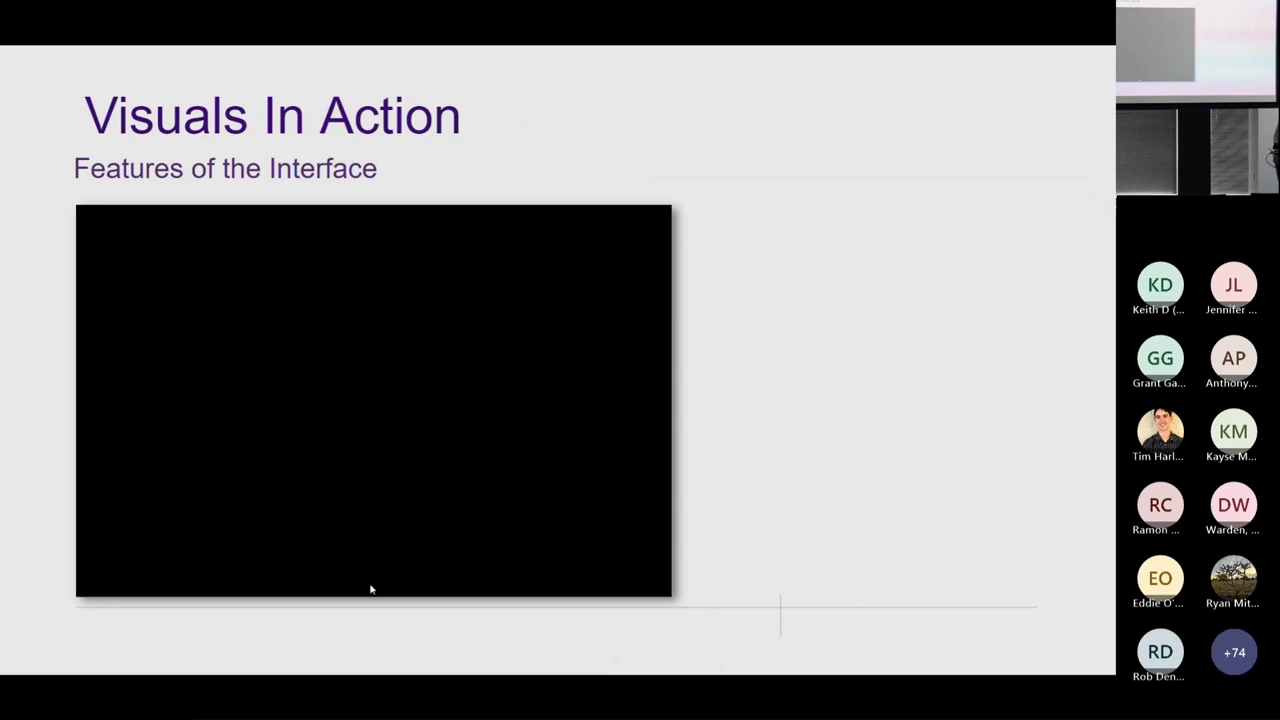 Visuals In Action
Features of the Interface
KD
JL
Keith D (...
Jennifer ...
GG
AP
Grant Ga...
Anthony...
KM
Tim Harl...
Kayse M...
RC
DW
Ramon ...
Warden, ...
EO
Eddie O'...
Ryan Mit...
RD
+74
Rob Den...